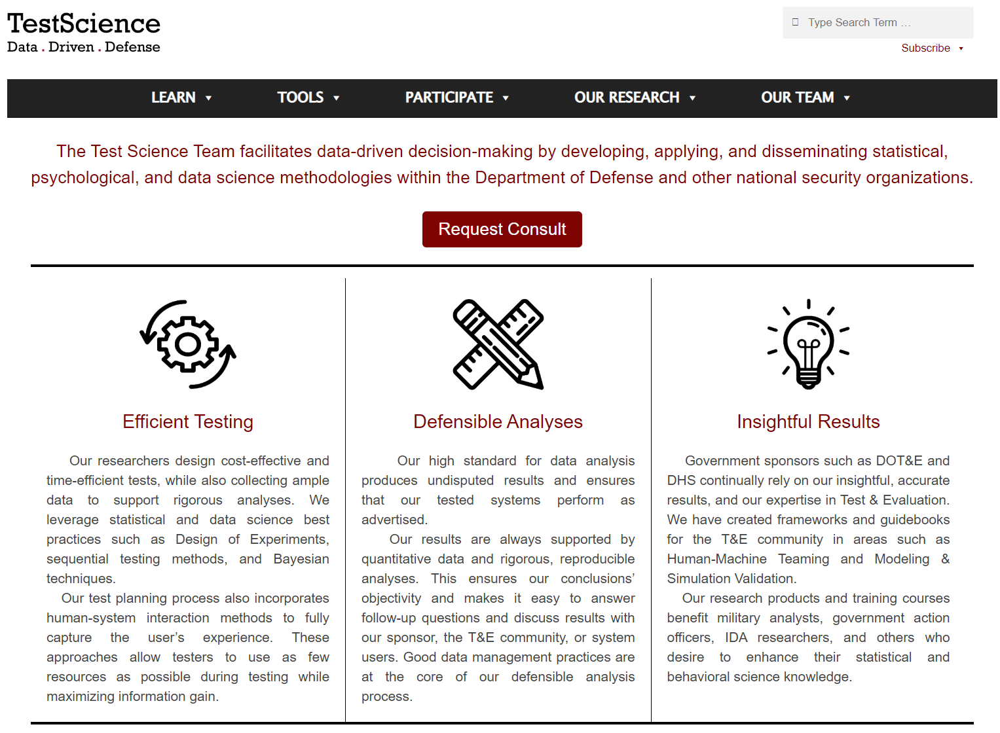 TestScience
Data . Driven . Defense
Type Search Term ...
Subscribe
LEARN TOOLS PARTICIPATE OUR RESEARCH OUR TEAM
The Test Science Team facilitates data-driven decision-making by developing, applying, and disseminating statistical,
psychological, and data science methodologies within the Department of Defense and other national security organizations.
Request Consult
Efficient Testing
Our researchers design cost-effective and
time-efficient tests, while also collecting ample
data to support rigorous analyses. We
leverage statistical and data science best
practices such as Design of Experiments,
sequential testing methods, and Bayesian
techniques.
Our test planning process also incorporates
human-system interaction methods to fully
capture the user’s experience. These
approaches allow testers to use as few
resources as possible during testing while
maximizing information gain.
Defensible Analyses
Our high standard for data analysis
produces undisputed results and ensures
that our tested systems perform as
advertised.
Our results are always supported by
quantitative data and rigorous, reproducible
analyses. This ensures our conclusions’
objectivity and makes it easy to answer
follow-up questions and discuss results with
our sponsor, the T&E community, or system
users. Good data management practices are
at the core of our defensible analysis
process.
Insightful Results
Government sponsors such as DOT&E and
DHS continually rely on our insightful, accurate
results, and our expertise in Test & Evaluation.
We have created frameworks and guidebooks
for the T&E community in areas such as
Human-Machine Teaming and Modeling &
Simulation Validation.
Our research products and training courses
benefit military analysts, government action
officers, IDA researchers, and others who
desire to enhance their statistical and
behavioral science knowledge.